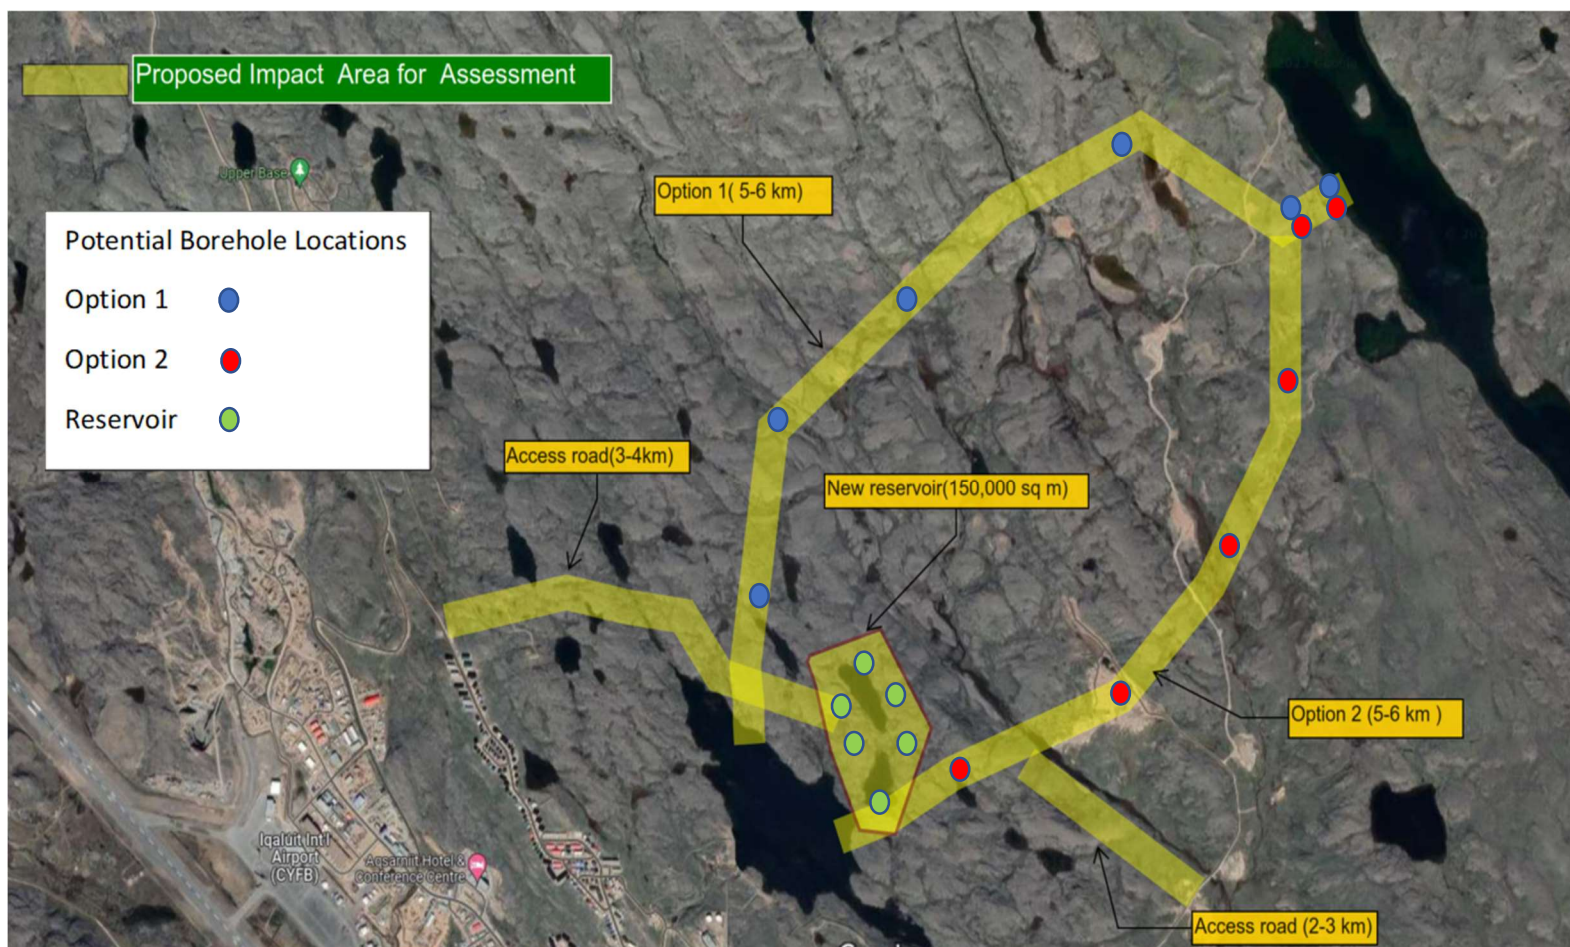 Proposed Impact Area for Assessment
Upper Base
Option 1( 5-6 km)
Potential Borehole Locations
Option 1
Option 2
Reservoir
Access road(3-4km)
New reservoir(150,000 sq m)
Option 2 (5-6 km )
Iqaluit Int'l
Airport
(CYFB)
Aqsarniit Hotel &
Conference Centre
Access road (2-3 km)